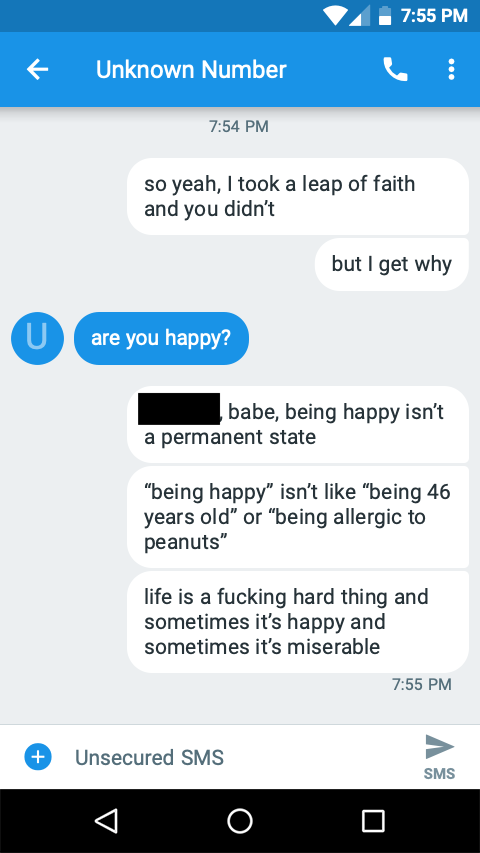 7:55 PM
Unknown Number
7:54 PM
so yeah, I took a leap of faith
and you didn’t
but I get why
U
are you happy?
, babe, being happy isn’t
a permanent state
“being happy” isn’t like “being 46
years old” or “being allergic to
peanuts”
life is a fucking hard thing and
sometimes it’s happy and
sometimes it’s miserable
7:55 PM
Unsecured SMS
SMS